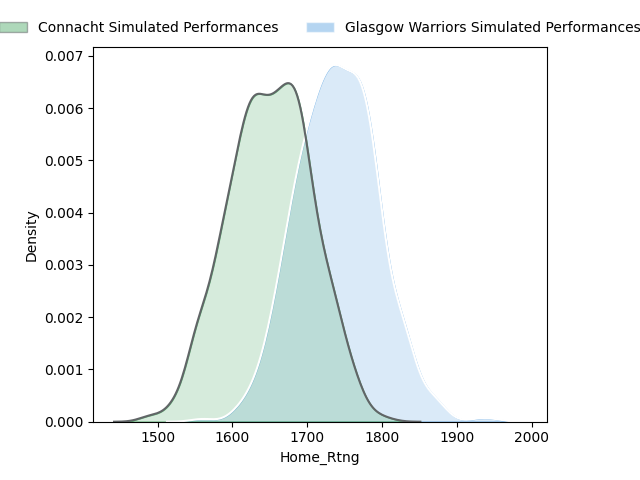 Connacht Simulated Performances Glasgow Warriors Simulated Performances
0.007
0.006
0.005
0.004
0.003
0.002
0.001
0.000
Density
1500 1600 1700 1800 1900 2000
Home_Rtng